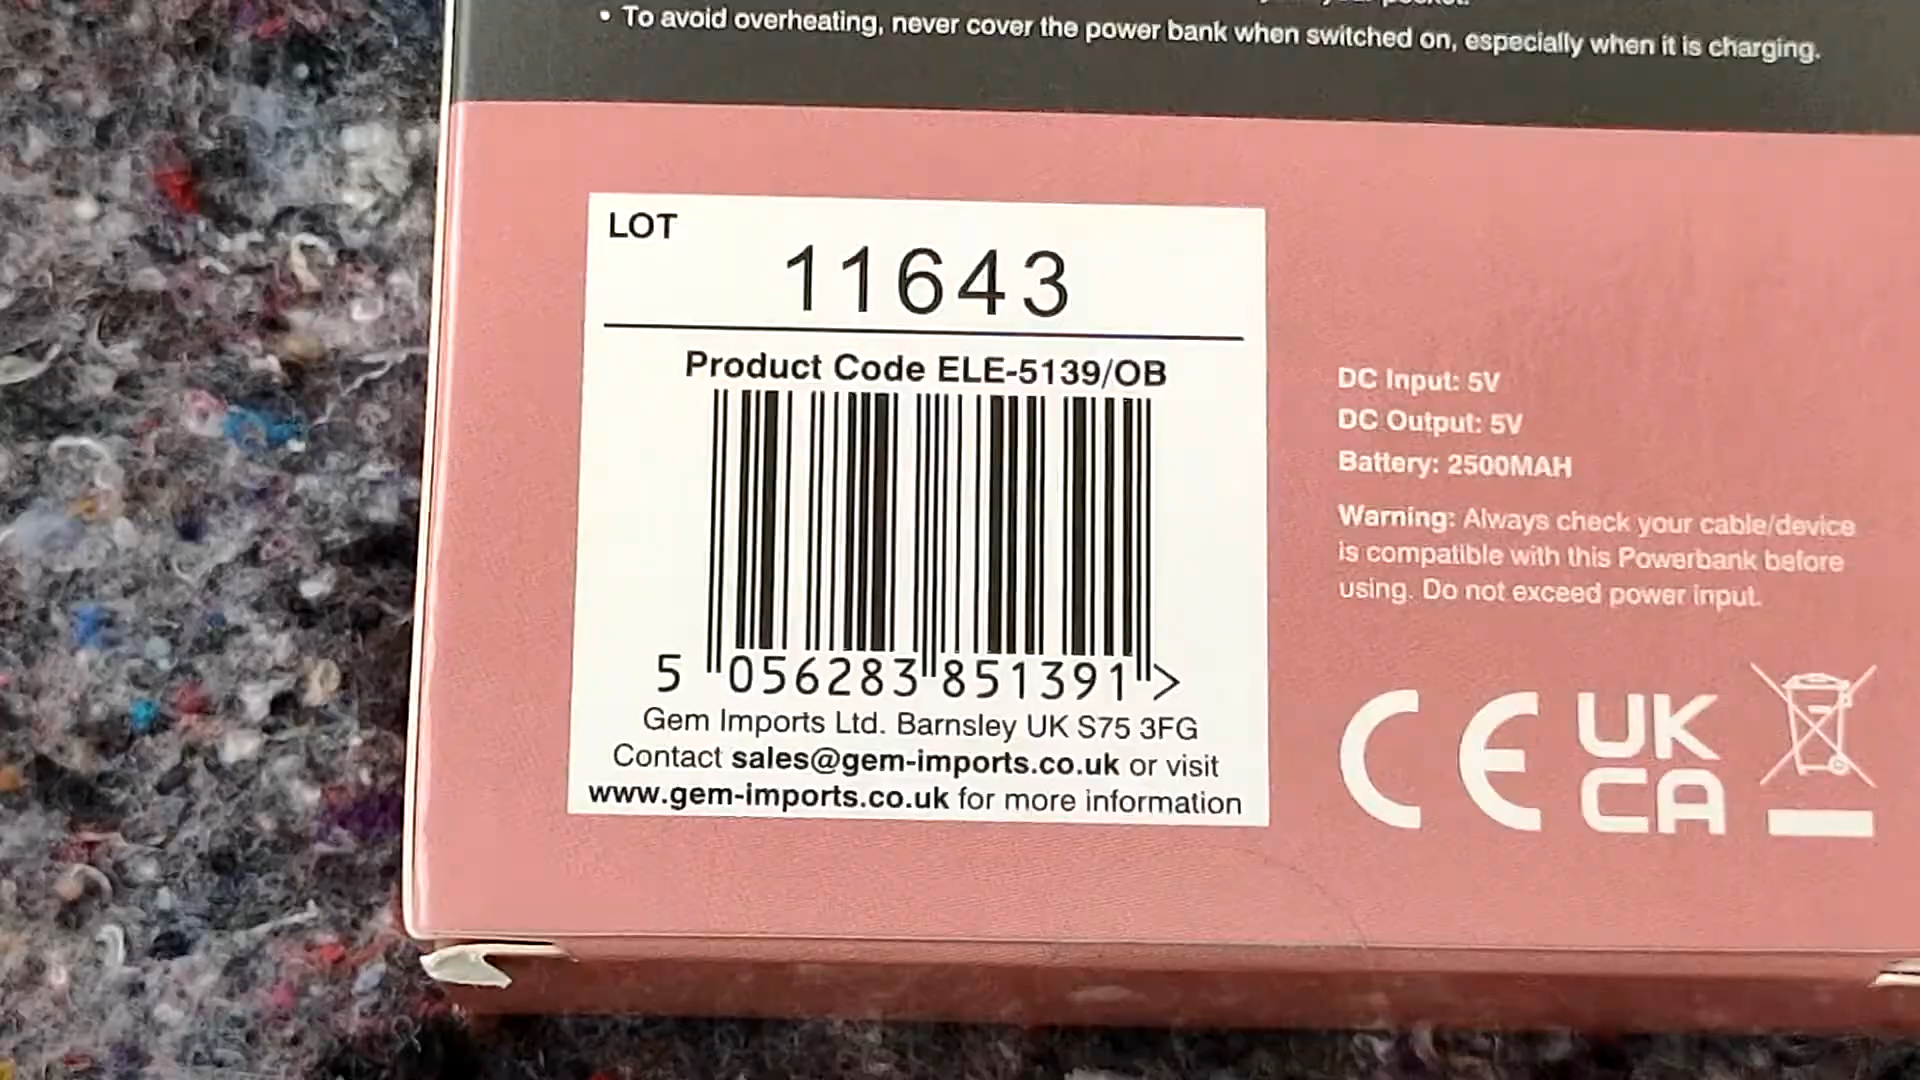 • To avoid overheating, never cover the power bank when switched on, especially when it is charging.
LOT
11643
Product Code ELE-5139/OB
5 056283 851391 >
Gem Imports Ltd. Barnsley UK S75 3FG
Contact sales@gem-imports.co.uk or visit
www.gem-imports.co.uk for more information
DC Input: 5V
DC Output: 5V
Battery: 2500MAH
Warning: Always check your cable/device
is compatible with this Powerbank before
using. Do not exceed power input.
CE
UK
CA